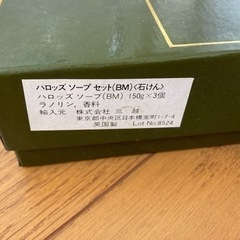 ハロッズ ソープ セット(BM)〈石けん〉
ハロッズ ソープ(BM) 150g×3個
ラノリン、香料
輸入元 株式会社 三越
東京都中央区日本橋室町1-7-4
英国製 Lot No.8524